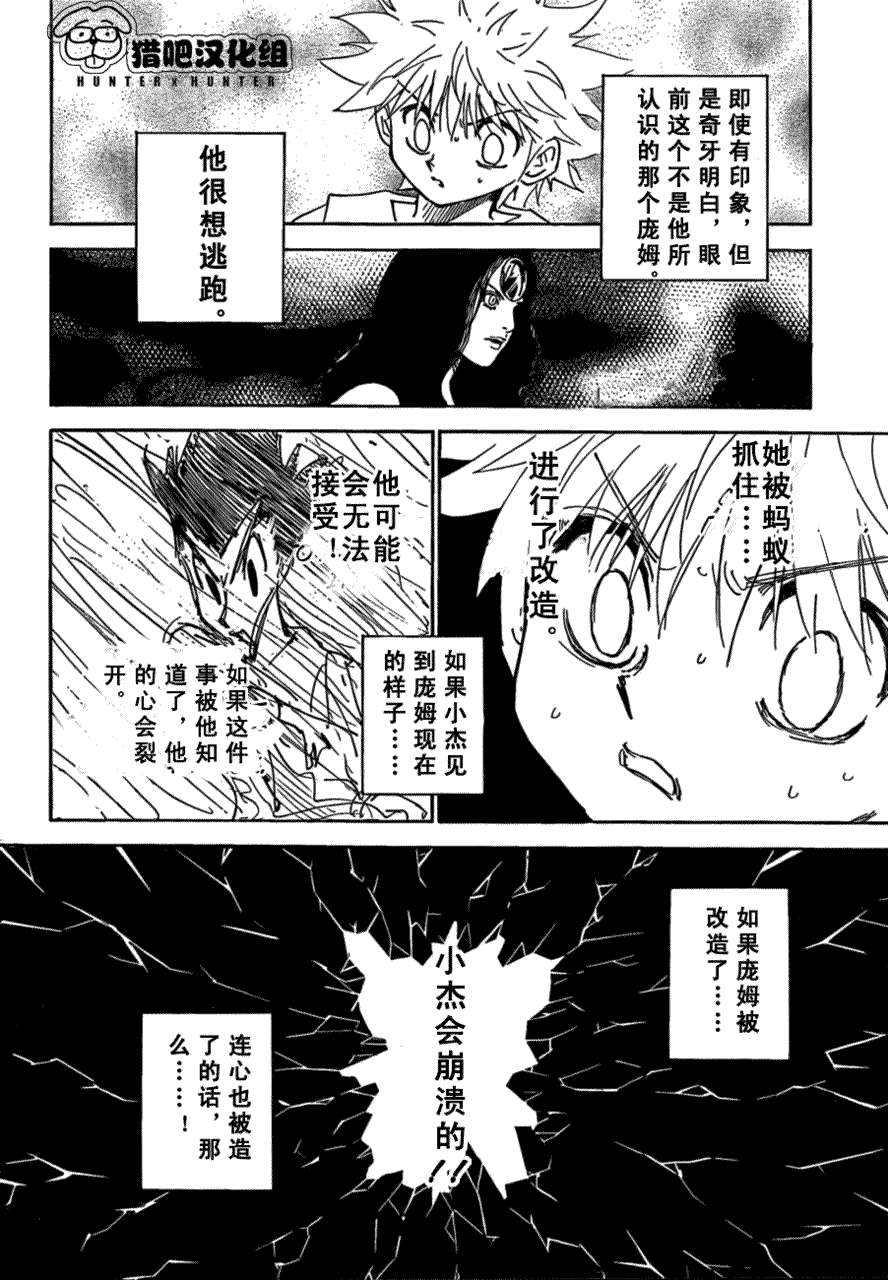 猎吧汉化组
HUNTER x HUNTER
即使有印象，但
是奇牙明白，眼
前这个不是他所
认识的那个庞姆。
他很想逃跑。
她被蚂蚁
抓住……
进行了改造。
如果小杰见
到庞姆现在
的样子……
他可能
会无法
接受！
如果这件
事被他知
道了，他
的心会裂
开。
如果庞姆被
改造了……
小杰会崩溃的！！
连心也被造
了的话，那
么……！